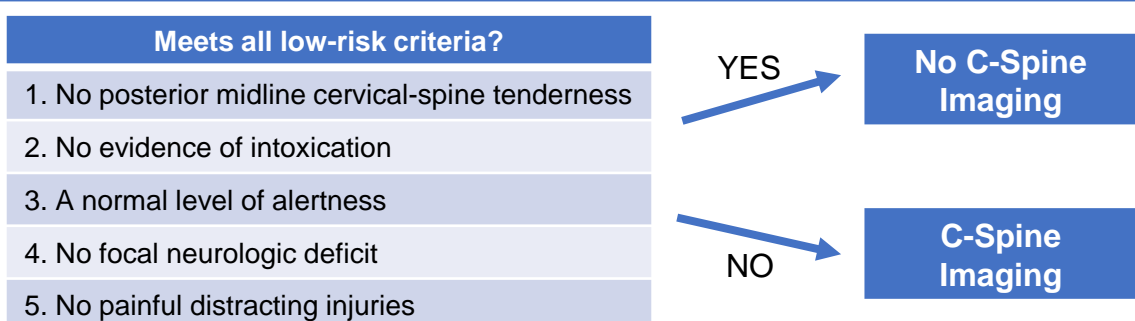 Meets all low-risk criteria?
1. No posterior midline cervical-spine tenderness
2. No evidence of intoxication
3. A normal level of alertness
4. No focal neurologic deficit
5. No painful distracting injuries
YES
No C-Spine
Imaging
NO
C-Spine
Imaging